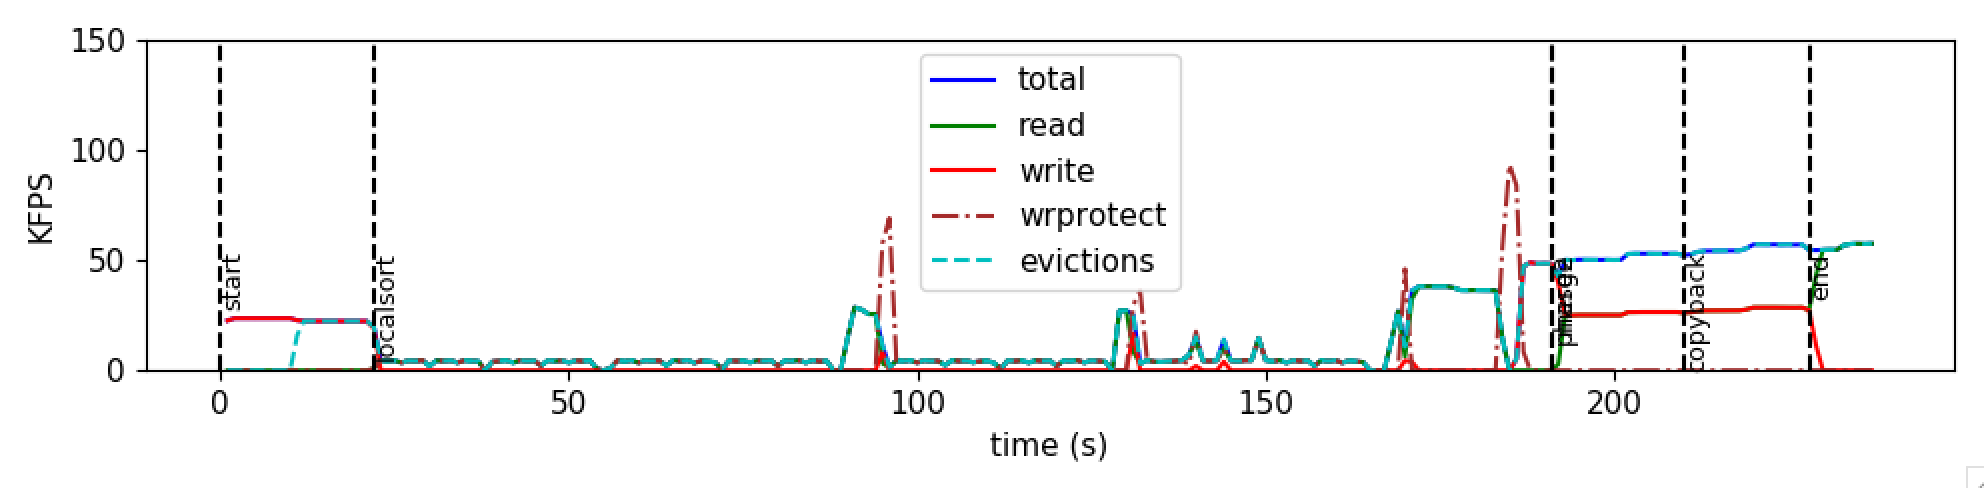 150
100
50
0
KFPS
total
read
write
wrprotect
evictions
start
copyback
end
0
50
100
150
200
time (s)